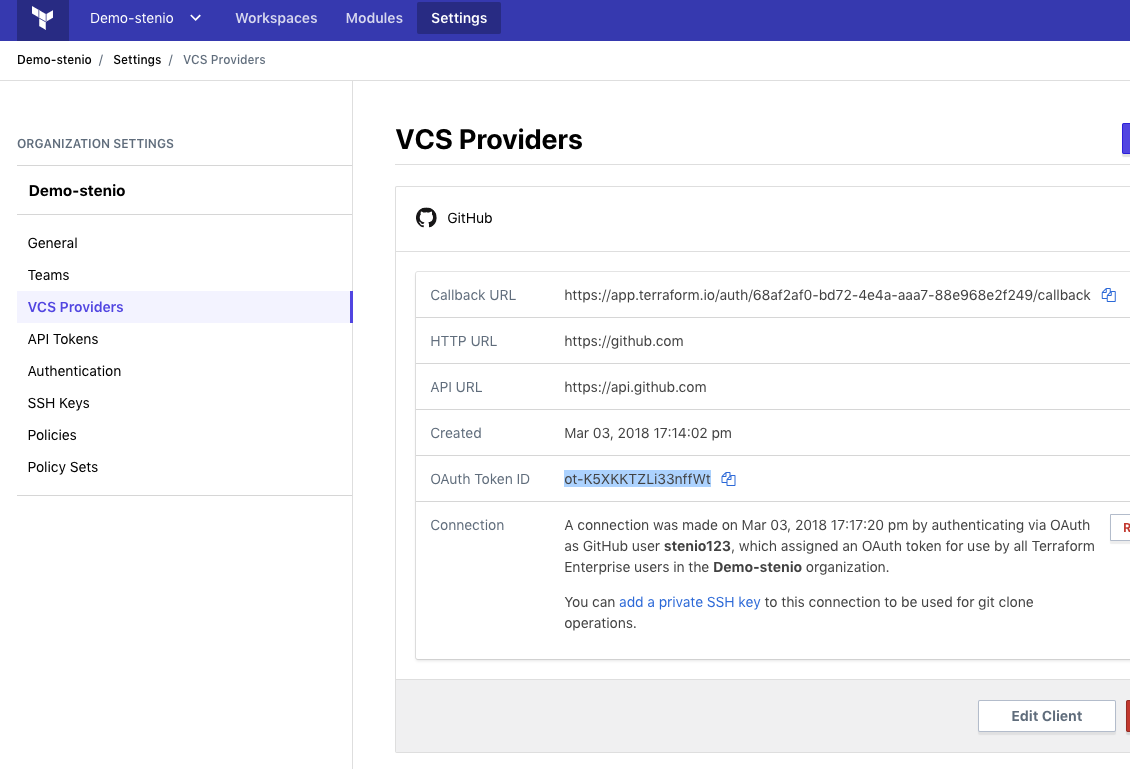 Demo-stenio Workspaces Modules Settings
Demo-stenio / Settings / VCS Providers
ORGANIZATION SETTINGS
Demo-stenio
General
Teams
VCS Providers
API Tokens
Authentication
SSH Keys
Policies
Policy Sets
VCS Providers
GitHub
Callback URL https://app.terraform.io/auth/68af2af0-bd72-4e4a-aaa7-88e968e2f249/callback
HTTP URL https://github.com
API URL https://api.github.com
Created Mar 03, 2018 17:14:02 pm
OAuth Token ID ot-K5XKKTZLi33nffWt
Connection A connection was made on Mar 03, 2018 17:17:20 pm by authenticating via OAuth
as GitHub user stenio123, which assigned an OAuth token for use by all Terraform
Enterprise users in the Demo-stenio organization.
You can add a private SSH key to this connection to be used for git clone
operations.
Edit Client